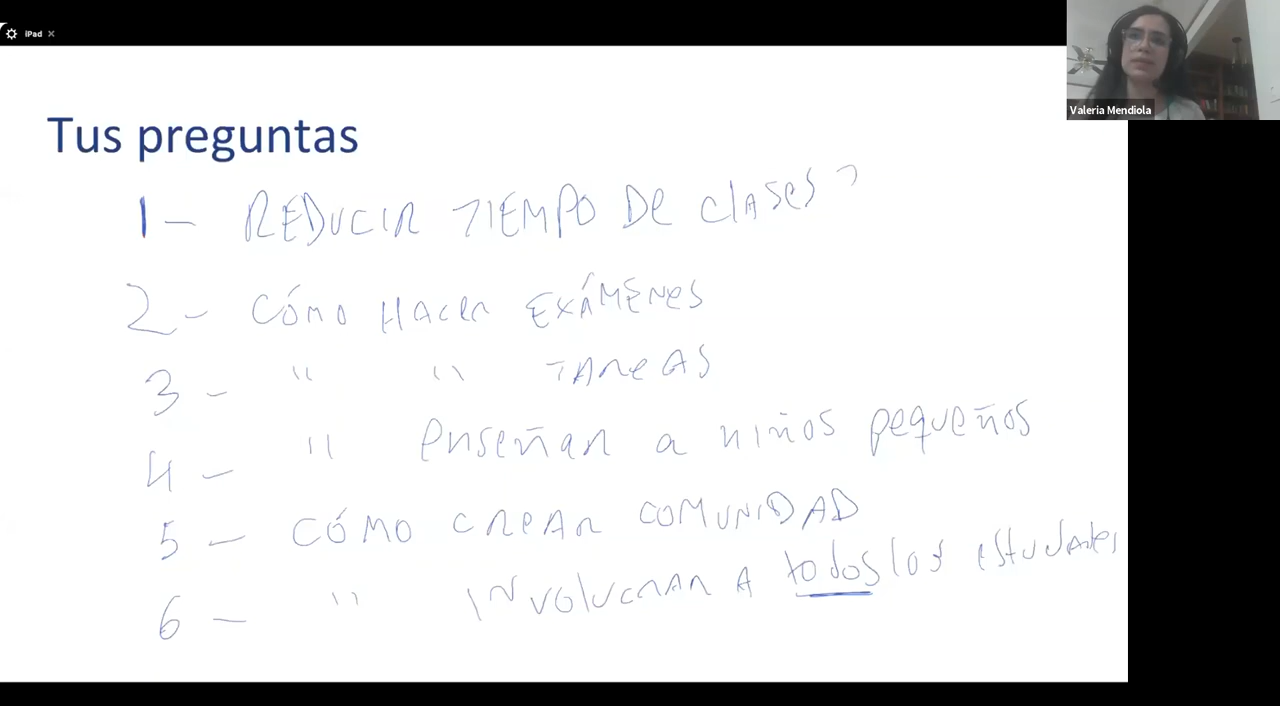 iPad ×
Valeria Mendiola
Tus preguntas
1 - REDUCIR TIEMPO DE ClASES ?
2 - CÓMO HACER EXÁMENES
3 - " " TAREAS
4 - " enseñar a niños pequeños
5 - CÓMO CREAR COMUNIDAD
6 - " INVOLUCRAR A todos los estudiantes